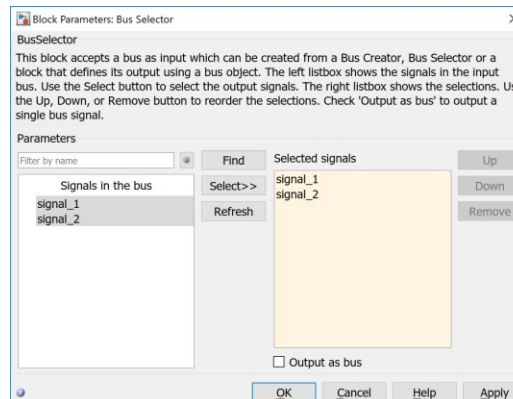 Block Parameters: Bus Selector
BusSelector
This block accepts a bus as input which can be created from a Bus Creator, Bus Selector or a
block that defines its output using a bus object. The left listbox shows the signals in the input
bus. Use the Select button to select the output signals. The right listbox shows the selections. Us
the Up, Down, or Remove button to reorder the selections. Check 'Output as bus' to output a
single bus signal.
Parameters
Filter by name
Find
Selected signals
Up
Signals in the bus
Select>>
signal_1
Down
signal_1
signal_2
Refresh
signal_2
Remove
Output as bus
OK
Cancel
Help
Apply